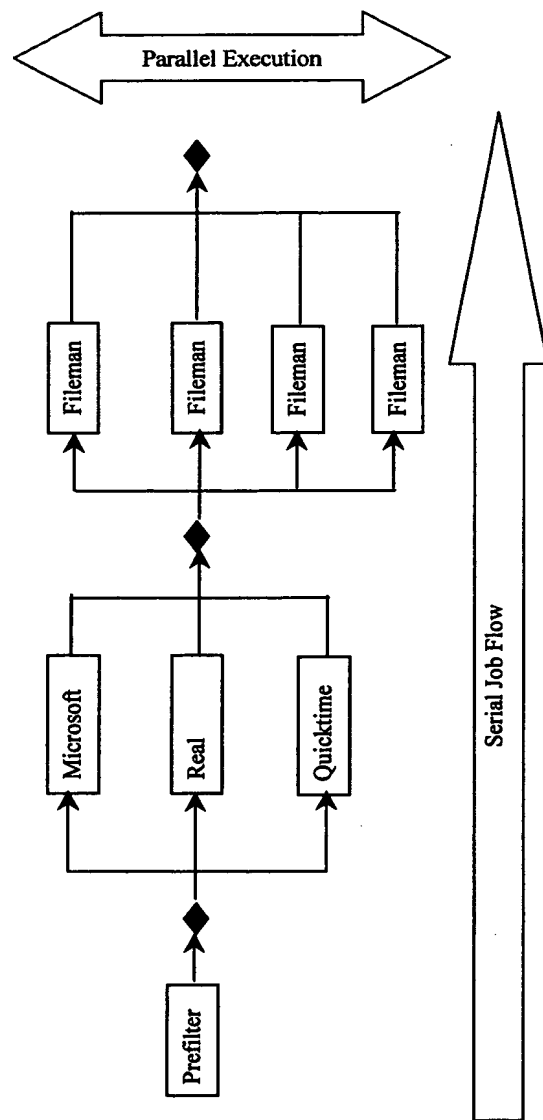 Parallel Execution
Prefilter
Microsoft
Real
Quicktime
Fileman
Fileman
Fileman
Fileman
Serial Job Flow